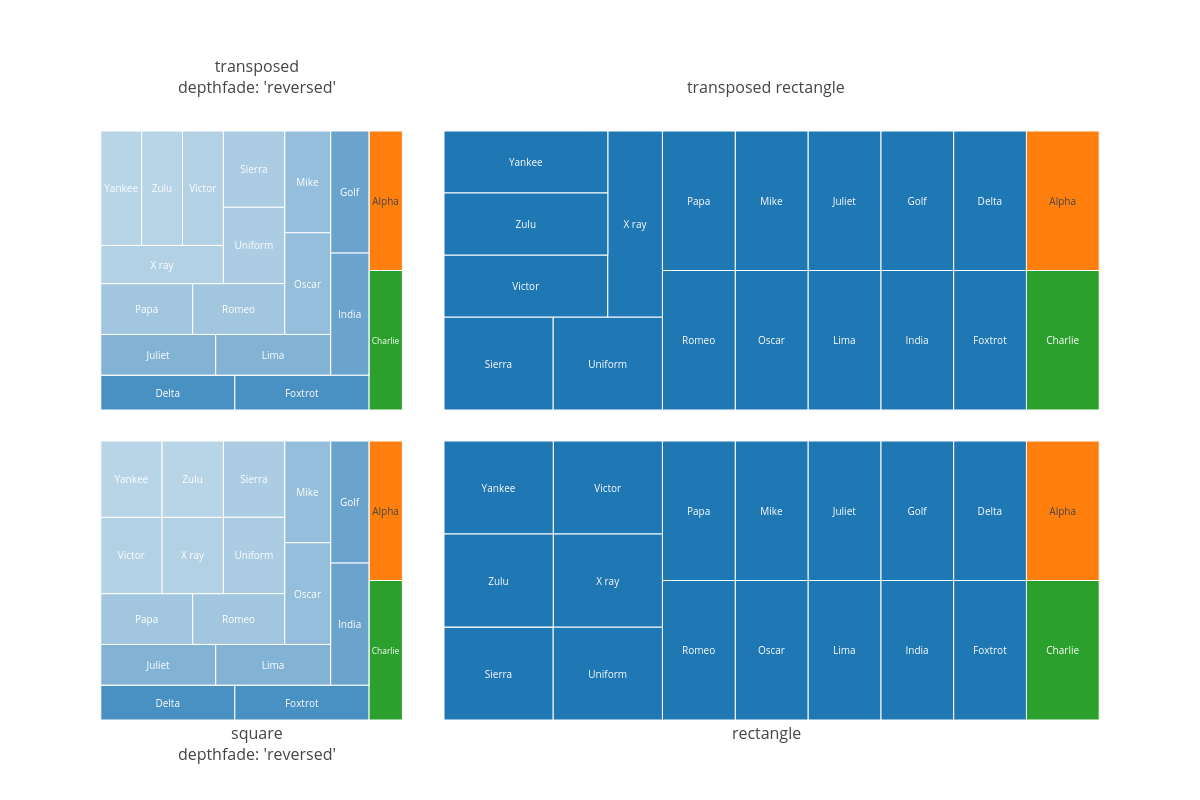 transposed
depthfade: 'reversed'
transposed rectangle
Yankee
Zulu
Victor
Sierra
Mike
Golf
Alpha
Uniform
X ray
Oscar
India
Papa
Romeo
Charlie
Juliet
Lima
Delta
Foxtrot
Yankee
X ray
Papa
Mike
Juliet
Golf
Delta
Alpha
Zulu
Victor
Sierra
Uniform
Romeo
Oscar
Lima
India
Foxtrot
Charlie
Yankee
Zulu
Sierra
Mike
Golf
Alpha
Victor
X ray
Uniform
Oscar
India
Papa
Romeo
Charlie
Juliet
Lima
Delta
Foxtrot
Yankee
Victor
Papa
Mike
Juliet
Golf
Delta
Alpha
Zulu
X ray
Sierra
Uniform
Romeo
Oscar
Lima
India
Foxtrot
Charlie
square
depthfade: 'reversed'
rectangle